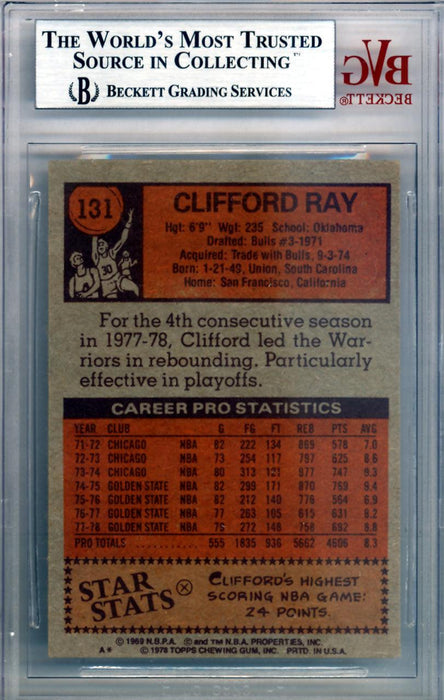 THE WORLD'S MOST TRUSTED
SOURCE IN COLLECTING™
B BECKETT GRADING SERVICES
BVG
BECKETT®
131
CLIFFORD RAY
Hgt: 6'9" Wgt: 235 School: Oklahoma
Drafted: Bulls #3-1971
Acquired: Trade with Bulls, 9-3-74
Born: 1-21-49, Union, South Carolina
Home: San Francisco, California
30
For the 4th consecutive season
in 1977-78, Clifford led the War-
riors in rebounding. Particularly
effective in playoffs.
CAREER PRO STATISTICS
YEAR CLUB G FG FT REB PTS AVG
71-72 CHICAGO NBA 82 222 134 869 578 7.0
72-73 CHICAGO NBA 73 254 117 797 625 8.6
73-74 CHICAGO NBA 80 313 121 977 747 9.3
74-75 GOLDEN STATE NBA 82 299 171 870 769 9.4
75-76 GOLDEN STATE NBA 82 212 140 776 564 6.9
76-77 GOLDEN STATE NBA 77 263 105 615 631 8.2
77-78 GOLDEN STATE NBA 79 272 148 758 692 8.8
PRO TOTALS 555 1835 936 5662 4606 8.3
STAR STATS
CLIFFORD'S HIGHEST
SCORING NBA GAME:
24 POINTS.
© 1969 N.B.P.A. © N.B.A. PROPERTIES, INC.
A* © 1978 TOPPS CHEWING GUM, INC. PRTD. IN U.S.A.